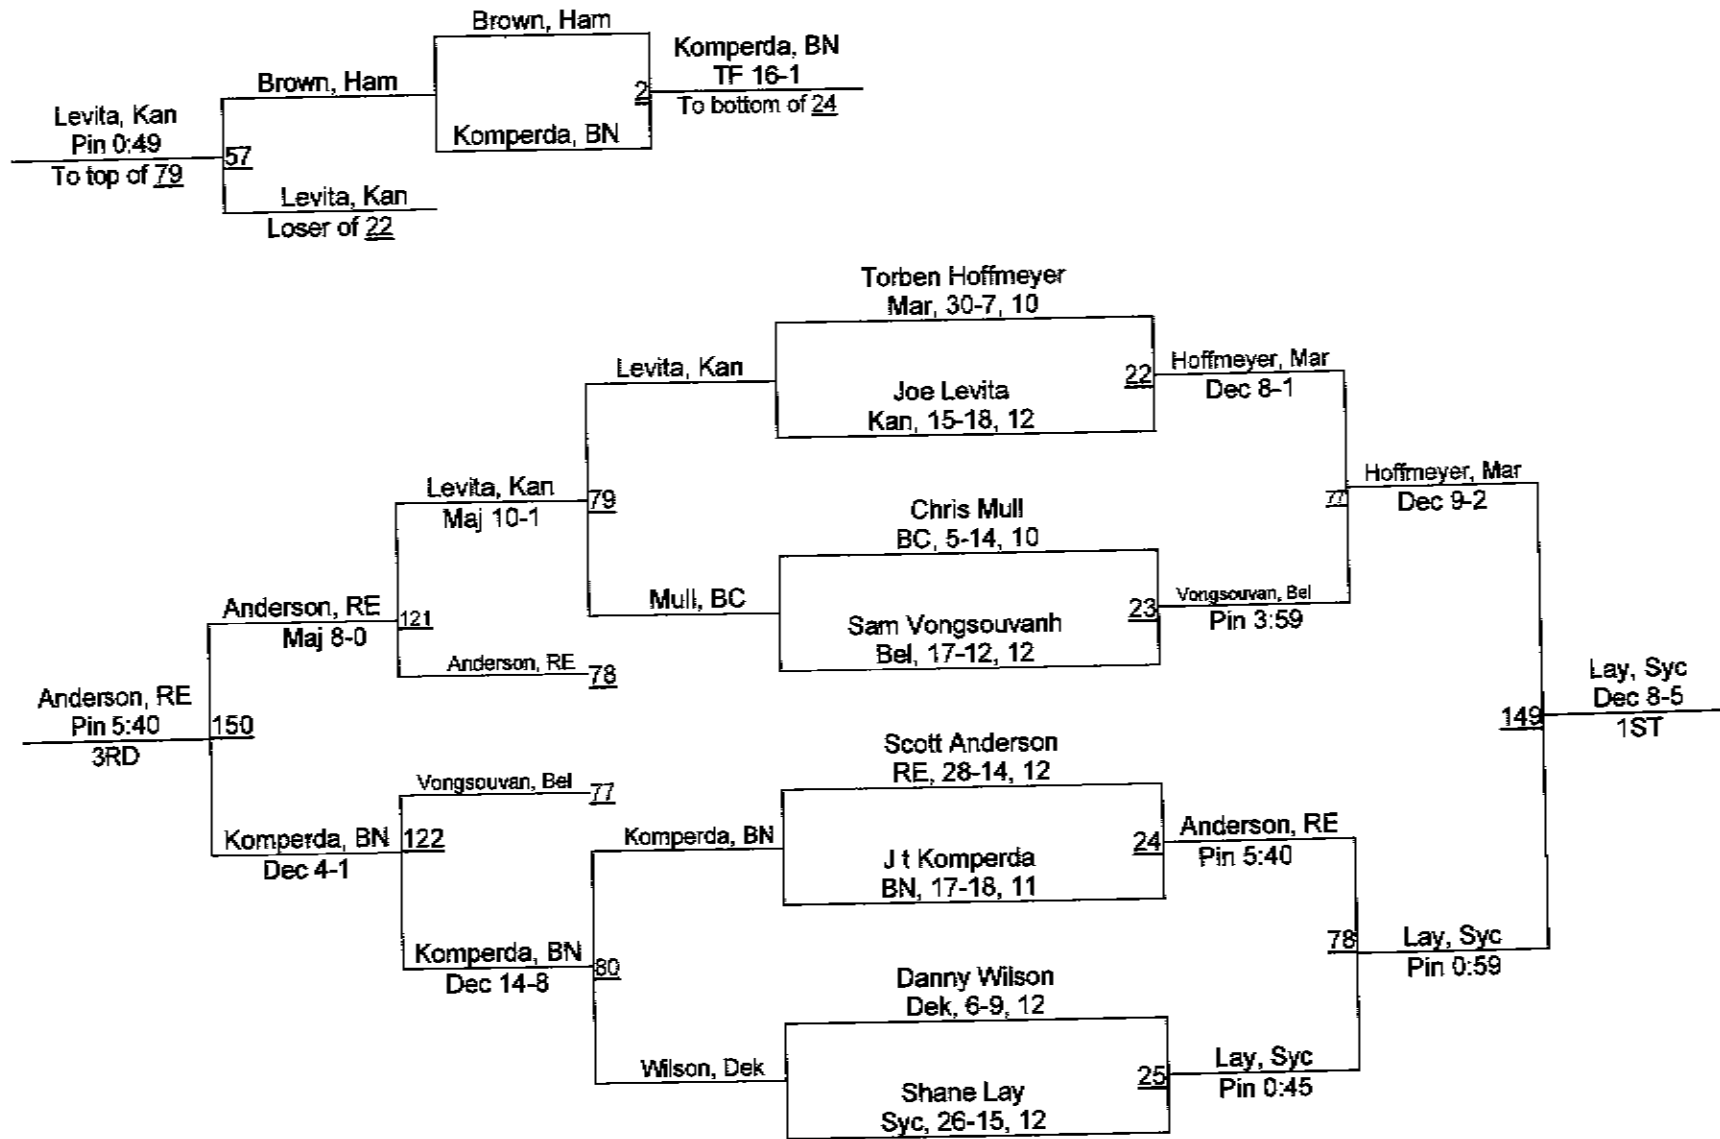 Brown, Ham
Komperda, BN
TF 16-1
2
To bottom of 24
Brown, Ham
Komperda, BN
Levita, Kan
Pin 0:49
57
To top of 79
Levita, Kan
Loser of 22
Torben Hoffmeyer
Mar, 30-7, 10
Levita, Kan
22
Hoffmeyer, Mar
Dec 8-1
Joe Levita
Kan, 15-18, 12
Hoffmeyer, Mar
77
Dec 9-2
Levita, Kan
79
Maj 10-1
Chris Mull
BC, 5-14, 10
Mull, BC
23
Vongsouvan, Bel
Pin 3:59
Sam Vongsouvanh
Bel, 17-12, 12
Anderson, RE
121
Maj 8-0
Anderson, RE
78
Anderson, RE
Pin 5:40
150
3RD
Lay, Syc
Dec 8-5
149
1ST
Scott Anderson
RE, 28-14, 12
Vongsouvan, Bel
77
Komperda, BN
122
Dec 4-1
Komperda, BN
24
Anderson, RE
Pin 5:40
J t Komperda
BN, 17-18, 11
78
Lay, Syc
Pin 0:59
Komperda, BN
80
Dec 14-8
Danny Wilson
Dek, 6-9, 12
Wilson, Dek
25
Lay, Syc
Pin 0:45
Shane Lay
Syc, 26-15, 12